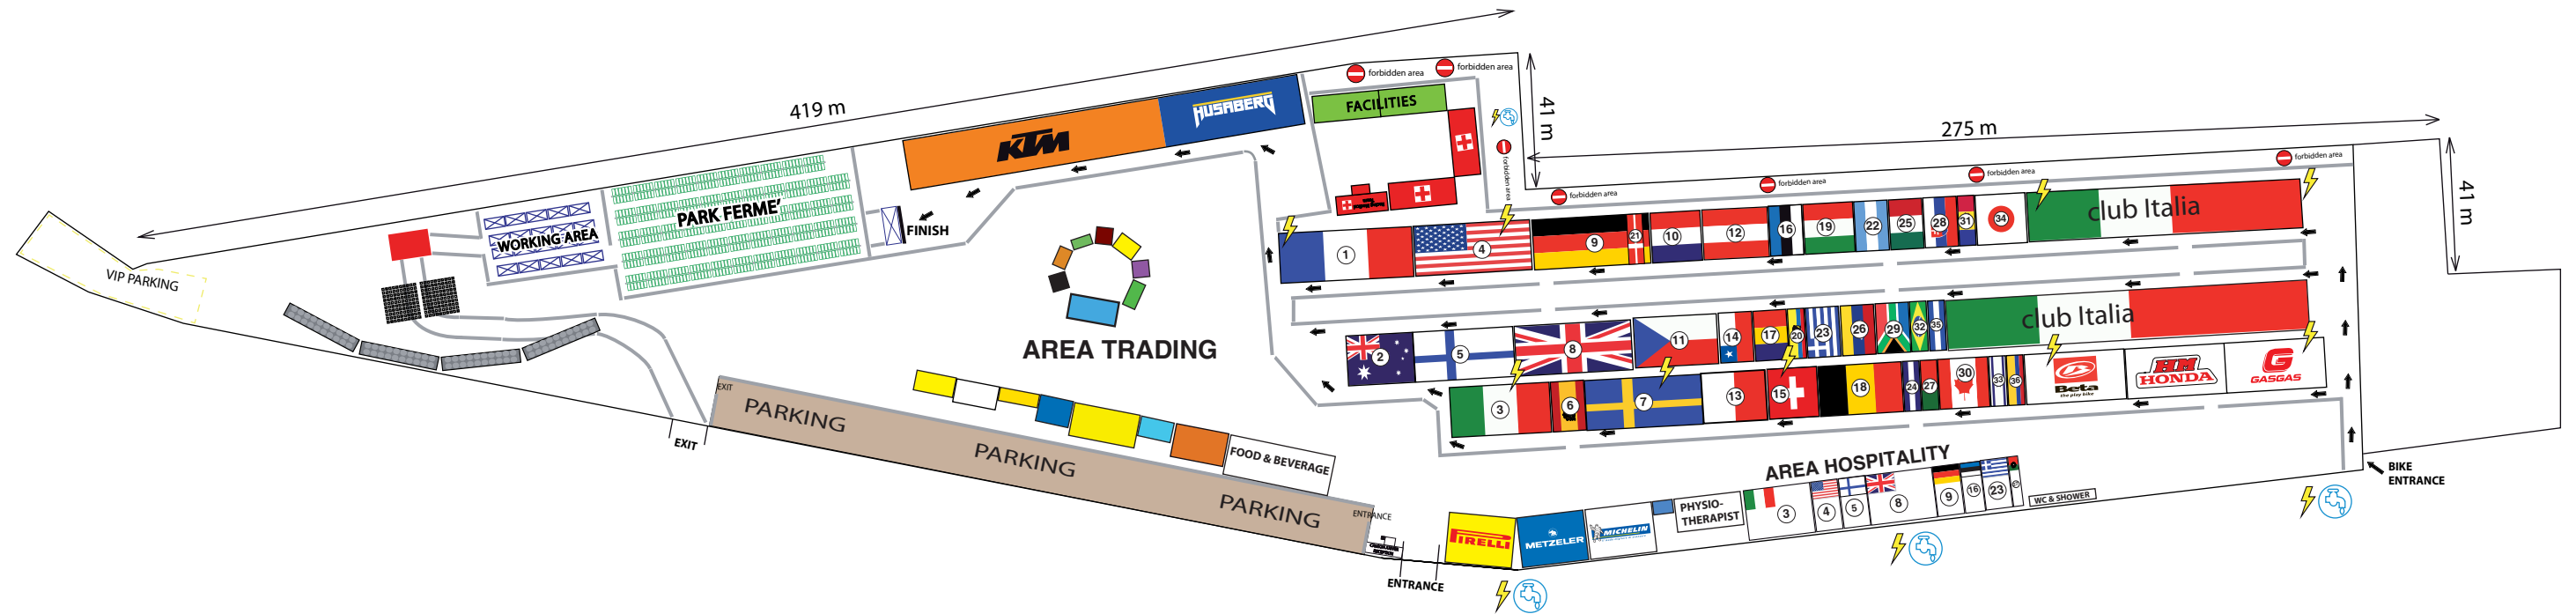 419 m
41 m
275 m
41 m
forbidden area
forbidden area
forbidden area
forbidden area
forbidden area
forbidden area
forbidden area
VIP PARKING
WORKING AREA
PARK FERME'
FINISH
KTM
HUSABERG
FACILITIES
1
4
9
21
10
12
16
19
22
25
28
31
34
club Italia
2
5
8
11
14
17
20
23
26
29
32
35
club Italia
3
6
7
13
15
18
24
27
30
33
36
Beta
the play bike
HM
HONDA
G
GASGAS
AREA TRADING
EXIT
PARKING
PARKING
PARKING
EXIT
FOOD & BEVERAGE
ENTRANCE
ENTRANCE
PIRELLI
METZELER
MICHELIN
PHYSIO-
THERAPIST
AREA HOSPITALITY
3
4
5
8
9
16
23
WC & SHOWER
BIKE
ENTRANCE